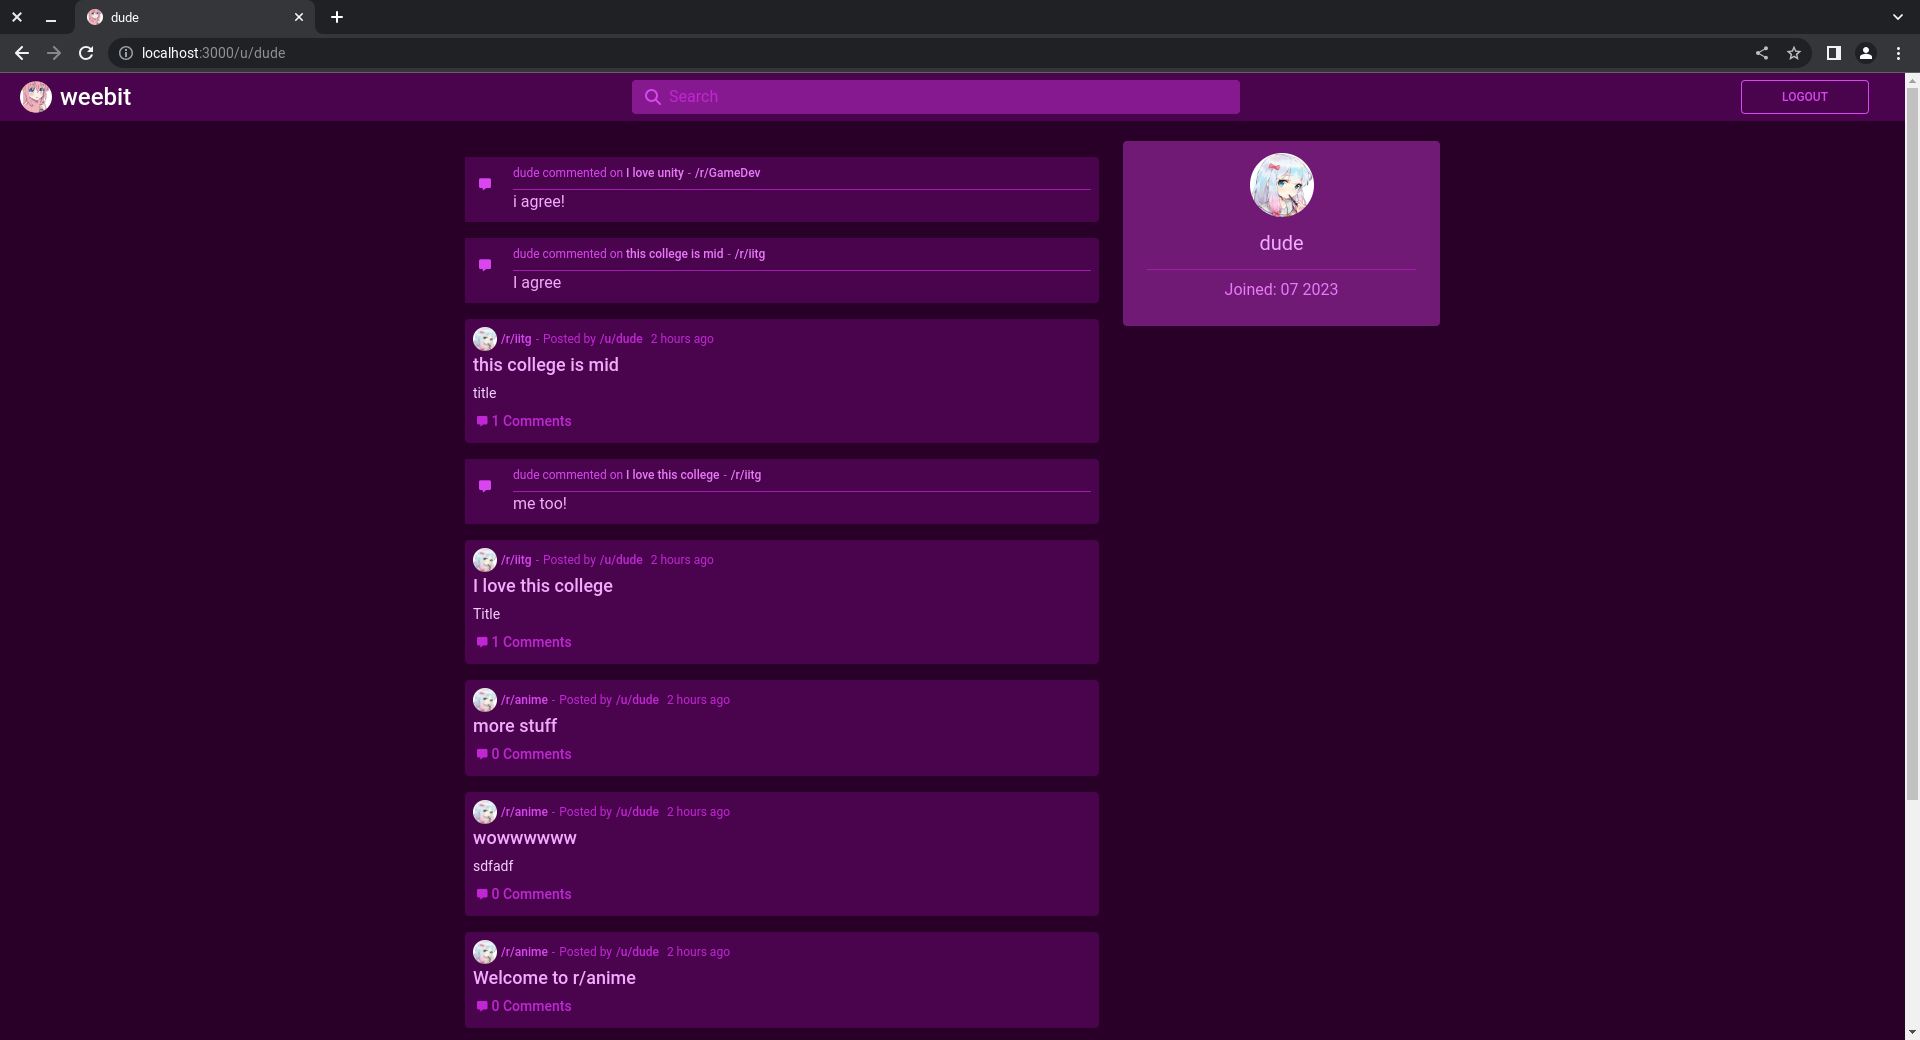 dude
localhost:3000/u/dude
weebit
Search
LOGOUT
dude commented on I love unity - /r/GameDev
i agree!
dude commented on this college is mid - /r/iitg
I agree
/r/iitg - Posted by /u/dude 2 hours ago
this college is mid
title
1 Comments
dude commented on I love this college - /r/iitg
me too!
/r/iitg - Posted by /u/dude 2 hours ago
I love this college
Title
1 Comments
/r/anime - Posted by /u/dude 2 hours ago
more stuff
0 Comments
/r/anime - Posted by /u/dude 2 hours ago
wowwwwww
sdfadf
0 Comments
/r/anime - Posted by /u/dude 2 hours ago
Welcome to r/anime
0 Comments
dude
Joined: 07 2023